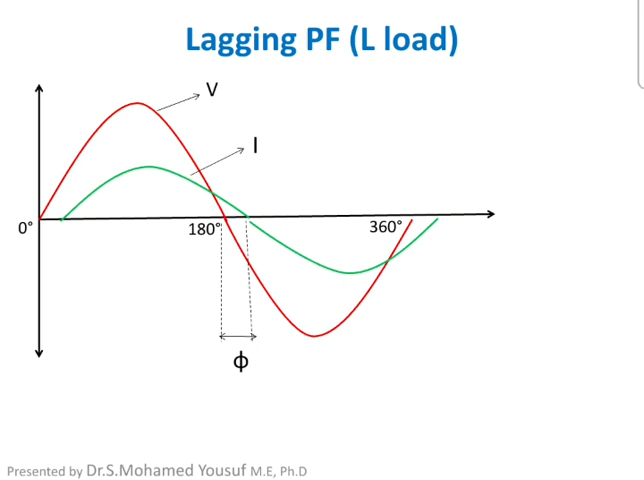 Lagging PF (L load)
V
I
0°
180°
360°
ϕ
Presented by Dr.S.Mohamed Yousuf M.E, Ph.D